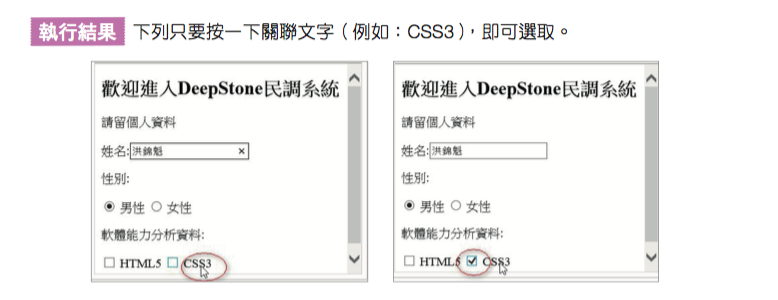 執行結果 下列只要按一下關聯文字（例如：CSS3），即可選取。
歡迎進入DeepStone民調系統
請留個人資料
姓名:洪錦魁 ×
性別:
男性 女性
軟體能力分析資料:
HTML5 CSS3
歡迎進入DeepStone民調系統
請留個人資料
姓名:洪錦魁
性別:
男性 女性
軟體能力分析資料:
HTML5 CSS3